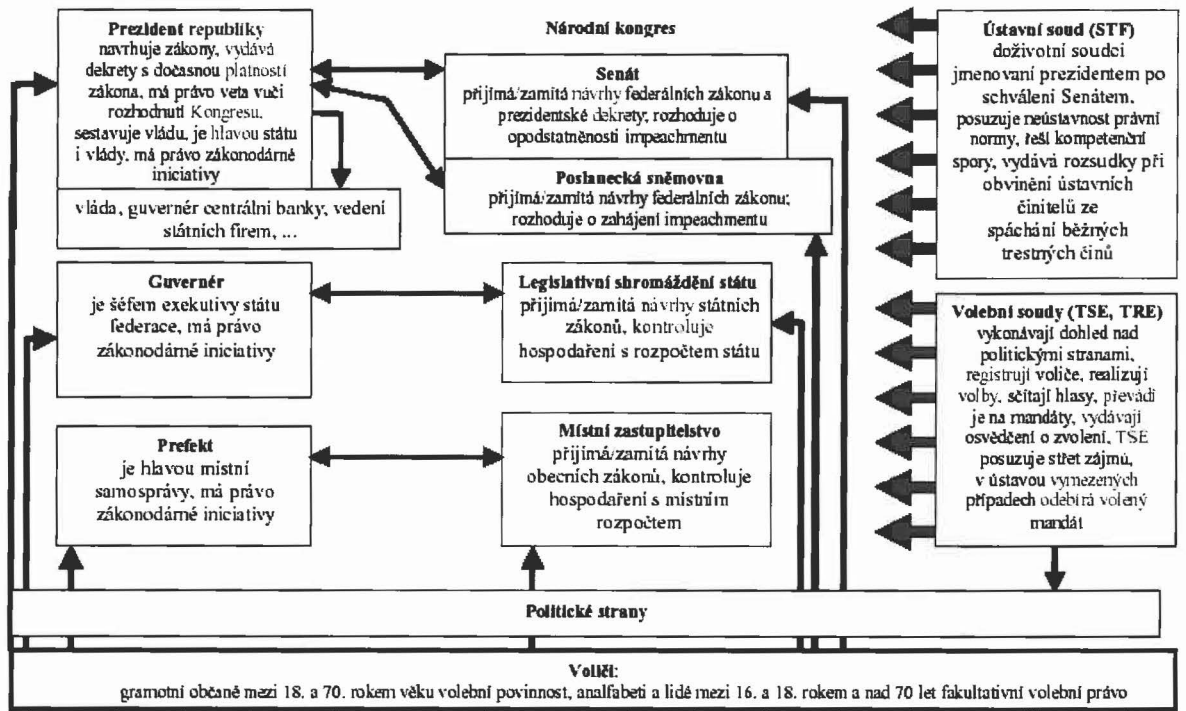 Prezident republiky
navrhuje zákony, vydává
dekrety s dočasnou platností
zákona, má právo veta vuči
rozhodnutí Kongresu,
sestavuje vládu, je hlavou státu
i vlády, má právo zákonodárné
iniciativy
vláda, guvernér centrální banky, vedení
státních firem, ...
Národní kongres
Senát
přijímá/zamítá návrhy federálních zákonu a
prezidentské dekrety, rozhoduje o
opodstatněnosti impeachmentu
Poslanecká sněmovna
přijímá/zamítá návrhy federálních zákonu;
rozhoduje o zahájení impeachmentu
Ústavní soud (STF)
doživotní soudci
jmenovaní prezidentem po
schválení Senátem,
posuzuje neústavnost právní
normy, řeší kompetenční
spory, vydává rozsudky při
obvinění ústavních
činitelů ze
spáchání běžných
trestných činů
Guvernér
je šéfem exekutivy státu
federace, má právo
zákonodárné iniciativy
Legislativní shromáždění státu
přijímá/zamítá návrhy státních
zákonů, kontroluje
hospodaření s rozpočtem státu
Volební soudy (TSE, TRE)
vykonávají dohled nad
politickými stranami,
registrují voliče, realizují
volby, sčítají hlasy, převádí
je na mandáty, vydávají
osvědčení o zvolení, TSE
posuzuje střet zájmů,
v ústavou vymezených
případech odebírá volený
mandát
Prefekt
je hlavou místní
samosprávy, má právo
zákonodárné iniciativy
Místní zastupitelstvo
přijímá/zamítá návrhy
obecních zákonů, kontroluje
hospodaření s místním
rozpočtem
Politické strany
Voliči:
gramotní občané mezi 18. a 70. rokem věku volební povinnost, analfabeti a lidé mezi 16. a 18. rokem a nad 70 let fakultativní volební právo